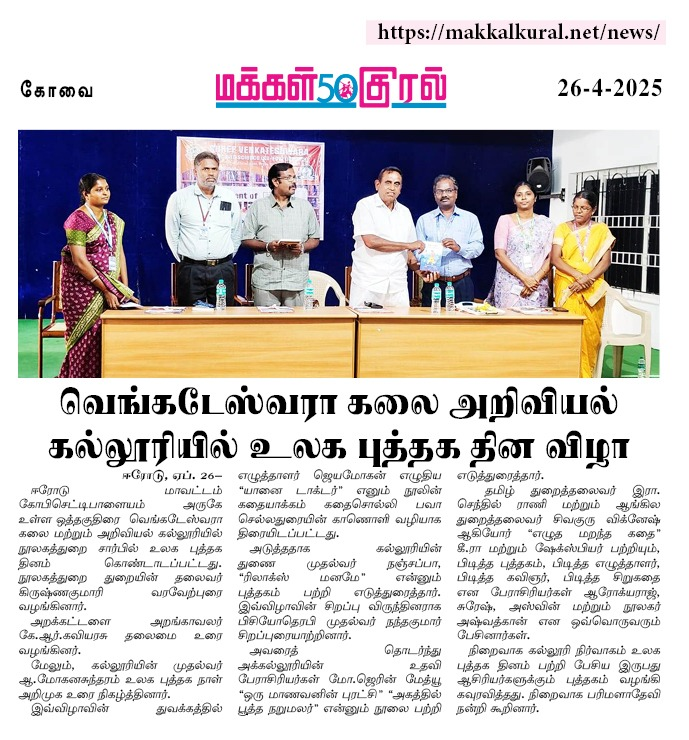 https://makkalkural.net/news/
கோவை
மக்கள் 50 குரல்
26-4-2025
SHREE VENKATESHWARA
வெங்கடேஸ்வரா கலை அறிவியல்
கல்லூரியில் உலக புத்தக தின விழா
ஈரோடு, ஏப். 26–
ஈரோடு மாவட்டம்
கோபிசெட்டிபாளையம் அருகே
உள்ள ஒத்தகுதிரை வெங்கடேஸ்வரா
கலை மற்றும் அறிவியல் கல்லூரியில்
நூலகத்துறை சார்பில் உலக புத்தக
தினம் கொண்டாடப்பட்டது.
நூலகத்துறை துறையின் தலைவர்
கிருஷ்ணகுமாரி வரவேற்புரை
வழங்கினார்.
அறக்கட்டளை அறங்காவலர்
கே.ஆர்.கவியரசு தலைமை உரை
வழங்கினர்.
மேலும், கல்லூரியின் முதல்வர்
ஆ.மோகனசுந்தரம் உலக புத்தக நாள்
அறிமுக உரை நிகழ்த்தினார்.
இவ்விழாவின் துவக்கத்தில்
எழுத்தாளர் ஜெயமோகன் எழுதிய
“யானை டாக்டர்” எனும் நூலின்
கதையாக்கம் கதைசொல்லி பவா
செல்லதுரையின் காணொளி வழியாக
திரையிடப்பட்டது.
அடுத்ததாக கல்லூரியின்
துணை முதல்வர் நஞ்சப்பா,
“ரிலாக்ஸ் மனமே” என்னும்
புத்தகம் பற்றி எடுத்துரைத்தார்.
இவ்விழாவின் சிறப்பு விருந்தினராக
பிசியோதெரபி முதல்வர் நந்தகுமார்
சிறப்புரையாற்றினார்.
அவரைத் தொடர்ந்து
அக்கல்லூரியின் உதவி
பேராசிரியர்கள் மோ.ஜெரின் மேத்யூ
“ஒரு மாணவனின் புரட்சி” “அகத்தில்
பூத்த நறுமலர்” என்னும் நூலை பற்றி
எடுத்துரைத்தார்.
தமிழ் துறைத்தலைவர் இரா.
செந்தில் ராணி மற்றும் ஆங்கில
துறைத்தலைவர் சிவகுரு விக்னேஷ்
ஆகியோர் “எழுத மறந்த கதை”
கீ.ரா மற்றும் ஷேக்ஸ்பியர் பற்றியும்,
பிடித்த புத்தகம், பிடித்த எழுத்தாளர்,
பிடித்த கவிஞர், பிடித்த சிறுகதை
என பேராசிரியர்கள் ஆரோக்யராஜ்,
சுரேஷ், அஸ்வின் மற்றும் நூலகர்
அஷ்வத்கான் என ஒவ்வொருவரும்
பேசினார்கள்.
நிறைவாக கல்லூரி நிர்வாகம் உலக
புத்தக தினம் பற்றி பேசிய இருபது
ஆசிரியர்களுக்கும் புத்தகம் வழங்கி
கவுரவித்தது. நிறைவாக பரிமளாதேவி
நன்றி கூறினார்.